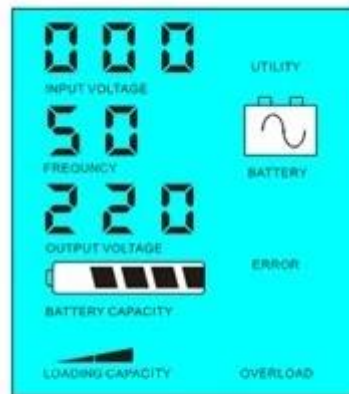 000
INPUT VOLTAGE
UTILITY
50
FREQUNCY
BATTERY
220
OUTPUT VOLTAGE
ERROR
BATTERY CAPACITY
LOADING CAPACITY
OVERLOAD